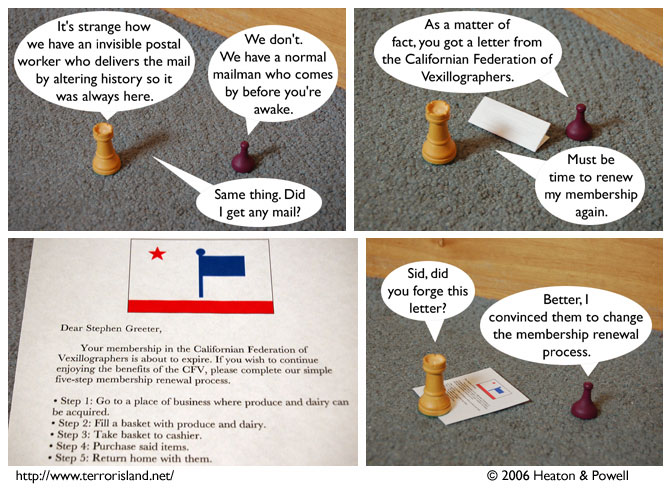 It's strange how
we have an invisible postal
worker who delivers the mail
by altering history so it
was always here.
We don't.
We have a normal
mailman who comes
by before you're
awake.
Same thing. Did
I get any mail?
As a matter of
fact, you got a letter from
the Californian Federation of
Vexillographers.
Must be
time to renew
my membership
again.
Dear Stephen Greeter,
Your membership in the Californian Federation of
Vexillographers is about to expire. If you wish to continue
enjoying the benefits of the CFV, please complete our simple
five-step membership renewal process.
• Step 1: Go to a place of business where produce and dairy can
be acquired.
• Step 2: Fill a basket with produce and dairy.
• Step 3: Take basket to cashier.
• Step 4: Purchase said items.
• Step 5: Return home with them.
Sid, did
you forge this
letter?
Better, I
convinced them to change
the membership renewal
process.
http://www.terrorisland.net/
© 2006 Heaton & Powell